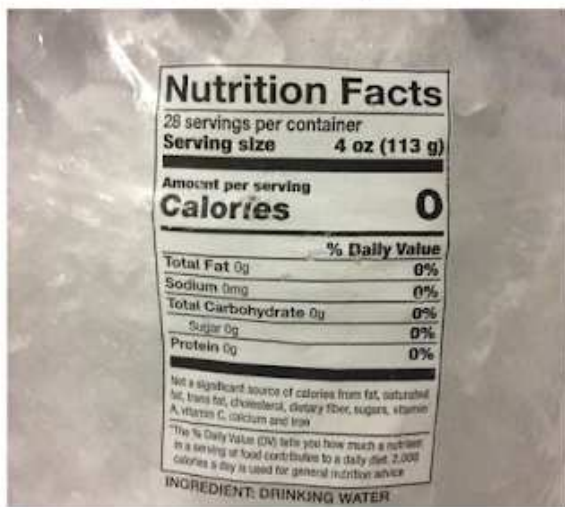 Nutrition Facts
28 servings per container
Serving size 4 oz (113 g)
Amount per serving
Calories 0
% Daily Value
Total Fat 0g 0%
Sodium 0mg 0%
Total Carbohydrate 0g 0%
Sugar 0g 0%
Protein 0g 0%
Not a significant source of calories from fat, saturated
fat, trans fat, cholesterol, dietary fiber, sugars, vitamin
A, vitamin C, calcium and iron
*The % Daily Value (DV) tells you how much a nutrient
in a serving of food contributes to a daily diet. 2,000
calories a day is used for general nutrition advice
INGREDIENT: DRINKING WATER